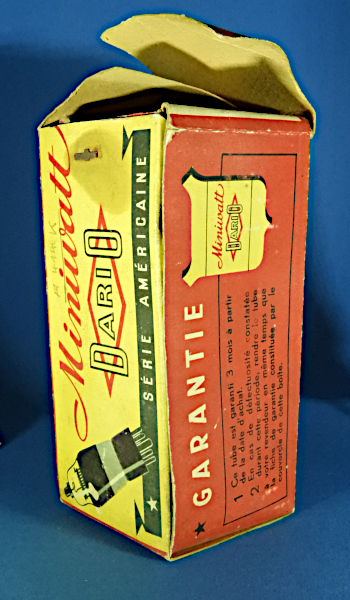 Miniwatt
DARIO
SÉRIE AMÉRICAINE
Miniwatt
DARIO
GARANTIE
1 Ce tube est garanti 3 mois à partir
de la date d'achat.
2 En cas de défectuosité constatée
durant cette période, rendre le tube
à votre revendeur en même temps que
la fiche de garantie constituée par le
couvercle de cette boîte.